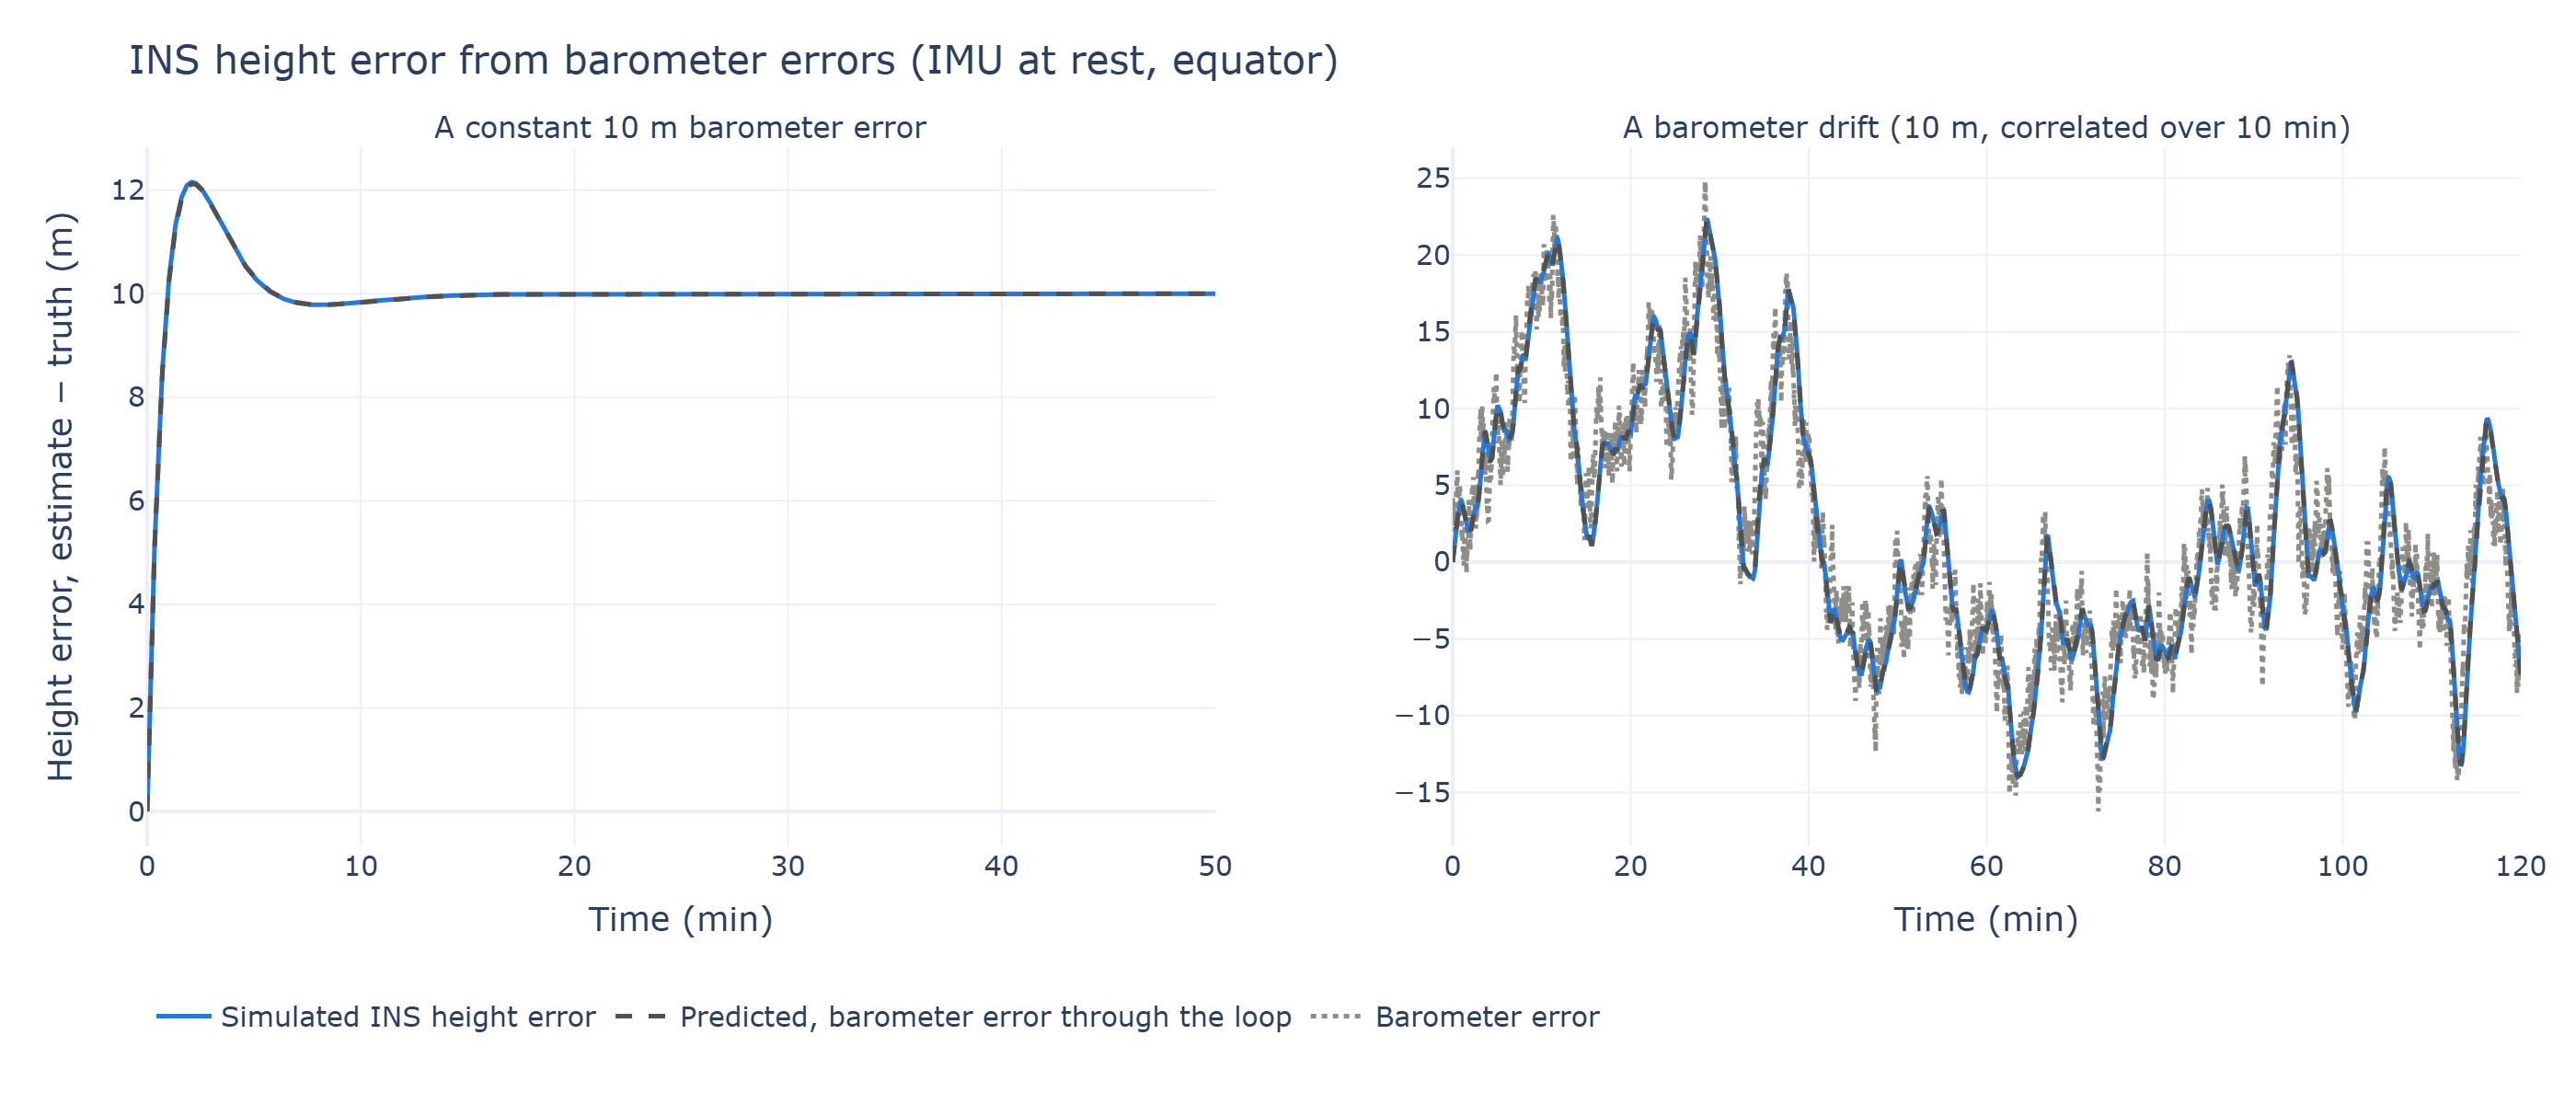 INS height error from barometer errors (IMU at rest, equator)
A constant 10 m barometer error
Height error, estimate − truth (m)
12
10
8
6
4
2
0
0 10 20 30 40 50
Time (min)
A barometer drift (10 m, correlated over 10 min)
25
20
15
10
5
0
−5
−10
−15
0 20 40 60 80 100 120
Time (min)
Simulated INS height error Predicted, barometer error through the loop Barometer error